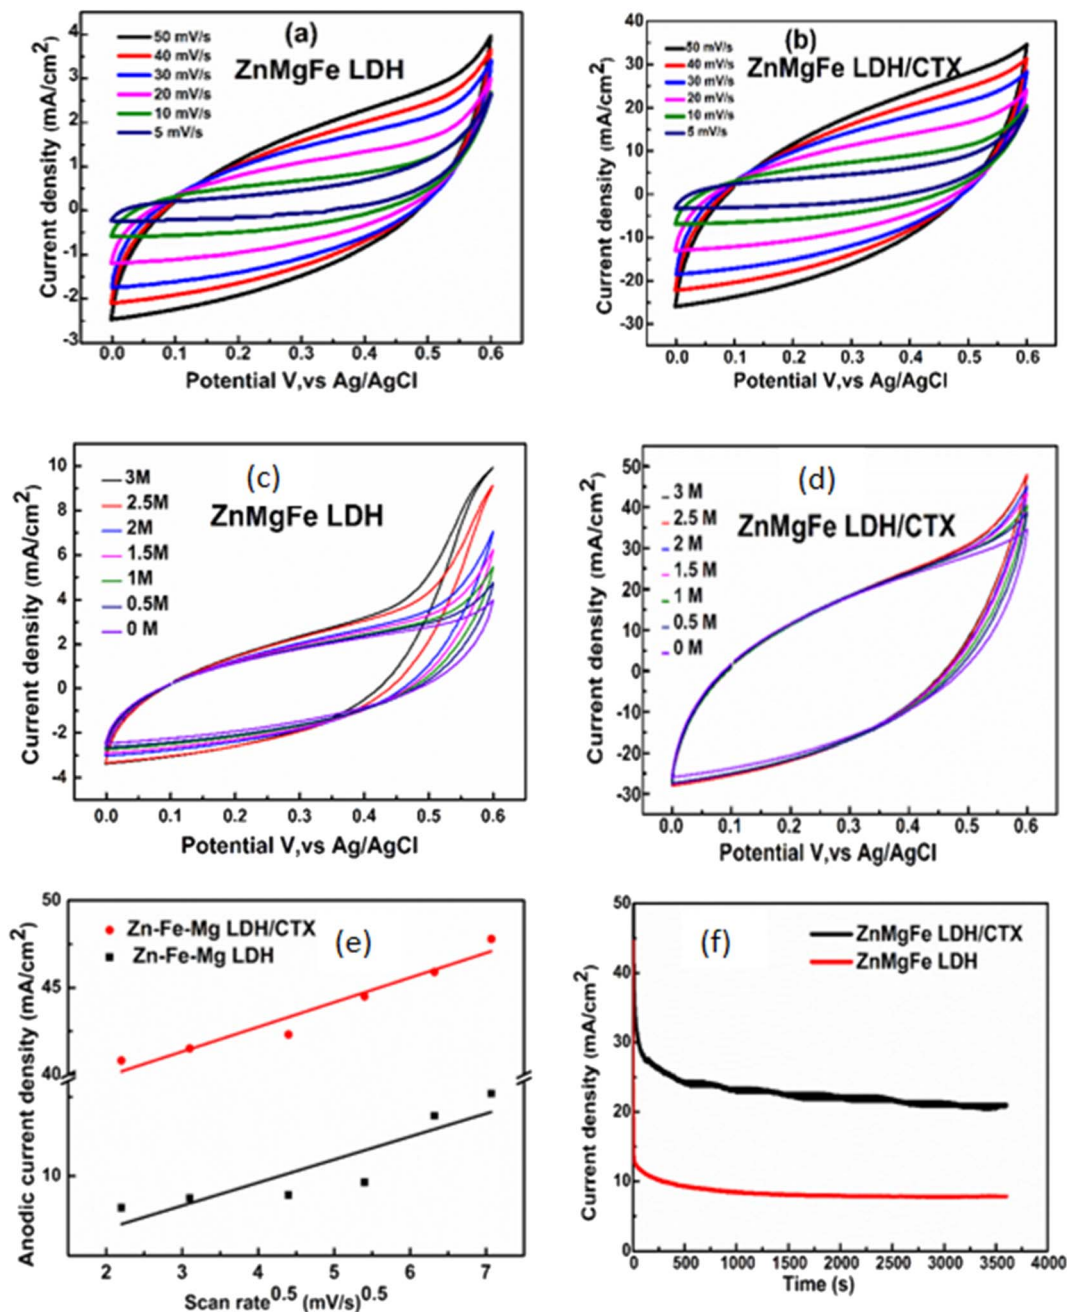 (a)
ZnMgFe LDH
50 mV/s
40 mV/s
30 mV/s
20 mV/s
10 mV/s
5 mV/s
Current density (mA/cm2)
4
3
2
1
0
-1
-2
-3
0.0 0.1 0.2 0.3 0.4 0.5 0.6
Potential V,vs Ag/AgCl
(b)
ZnMgFe LDH/CTX
50 mV/s
40 mV/s
30 mV/s
20 mV/s
10 mV/s
5 mV/s
Current density (mA/cm2)
40
30
20
10
0
-10
-20
-30
0.0 0.1 0.2 0.3 0.4 0.5 0.6
Potential V,vs Ag/AgCl
(c)
ZnMgFe LDH
3M
2.5M
2M
1.5M
1M
0.5M
0 M
Current density (mA/cm2)
10
8
6
4
2
0
-2
-4
0.0 0.1 0.2 0.3 0.4 0.5 0.6
Potential V,vs Ag/AgCl
(d)
ZnMgFe LDH/CTX
3 M
2.5 M
2 M
1.5 M
1 M
0.5 M
0 M
Current density (mA/cm2)
50
40
30
20
10
0
-10
-20
-30
0.0 0.1 0.2 0.3 0.4 0.5 0.6
Potential V,vs Ag/AgCl
(e)
Zn-Fe-Mg LDH/CTX
Zn-Fe-Mg LDH
Anodic current density (mA/cm2)
50
45
40
10
2 3 4 5 6 7
Scan rate0.5 (mV/s)0.5
(f)
ZnMgFe LDH/CTX
ZnMgFe LDH
Current density (mA/cm2)
50
40
30
20
10
0
0 500 1000 1500 2000 2500 3000 3500 4000
Time (s)